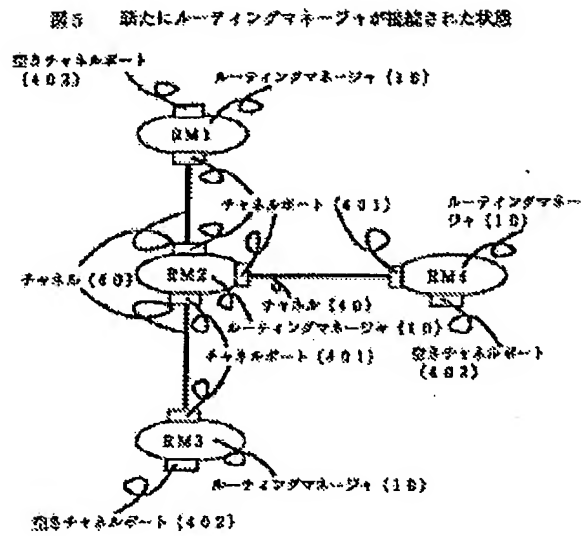 図5 新たにルーティングマネージャが接続された状態
空きチャネルポート
(402)
ルーティングマネージャ (10)
RM1
チャネルポート (401)
ルーティングマネー
ジャ (10)
チャネル (40)
RM2
RM4
チャネル (40)
ルーティングマネージャ (10)
チャネルポート (401)
空きチャネルポート
(402)
RM3
ルーティングマネージャ (10)
空きチャネルポート (402)